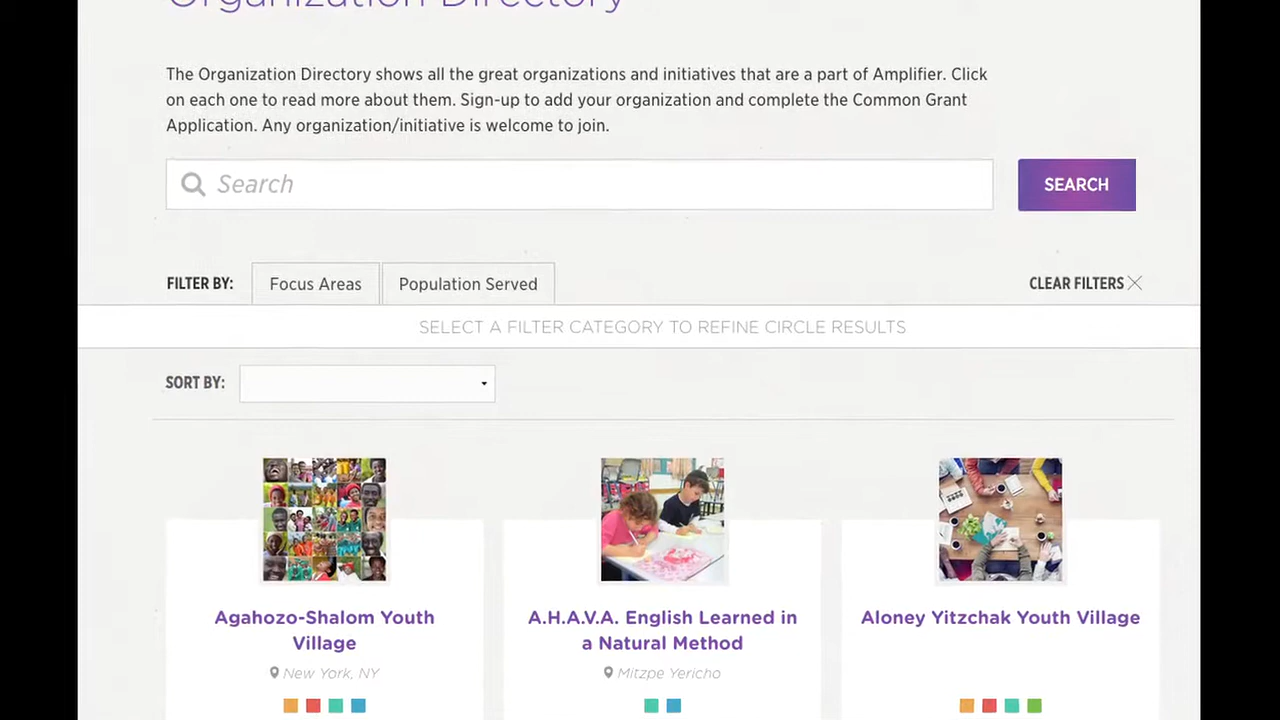 Organization Directory
The Organization Directory shows all the great organizations and initiatives that are a part of Amplifier. Click
on each one to read more about them. Sign-up to add your organization and complete the Common Grant
Application. Any organization/initiative is welcome to join.
Search SEARCH
FILTER BY: Focus Areas Population Served CLEAR FILTERS
SELECT A FILTER CATEGORY TO REFINE CIRCLE RESULTS
SORT BY:
Agahozo-Shalom Youth
Village
New York, NY
A.H.A.V.A. English Learned in
a Natural Method
Mitzpe Yericho
Aloney Yitzchak Youth Village